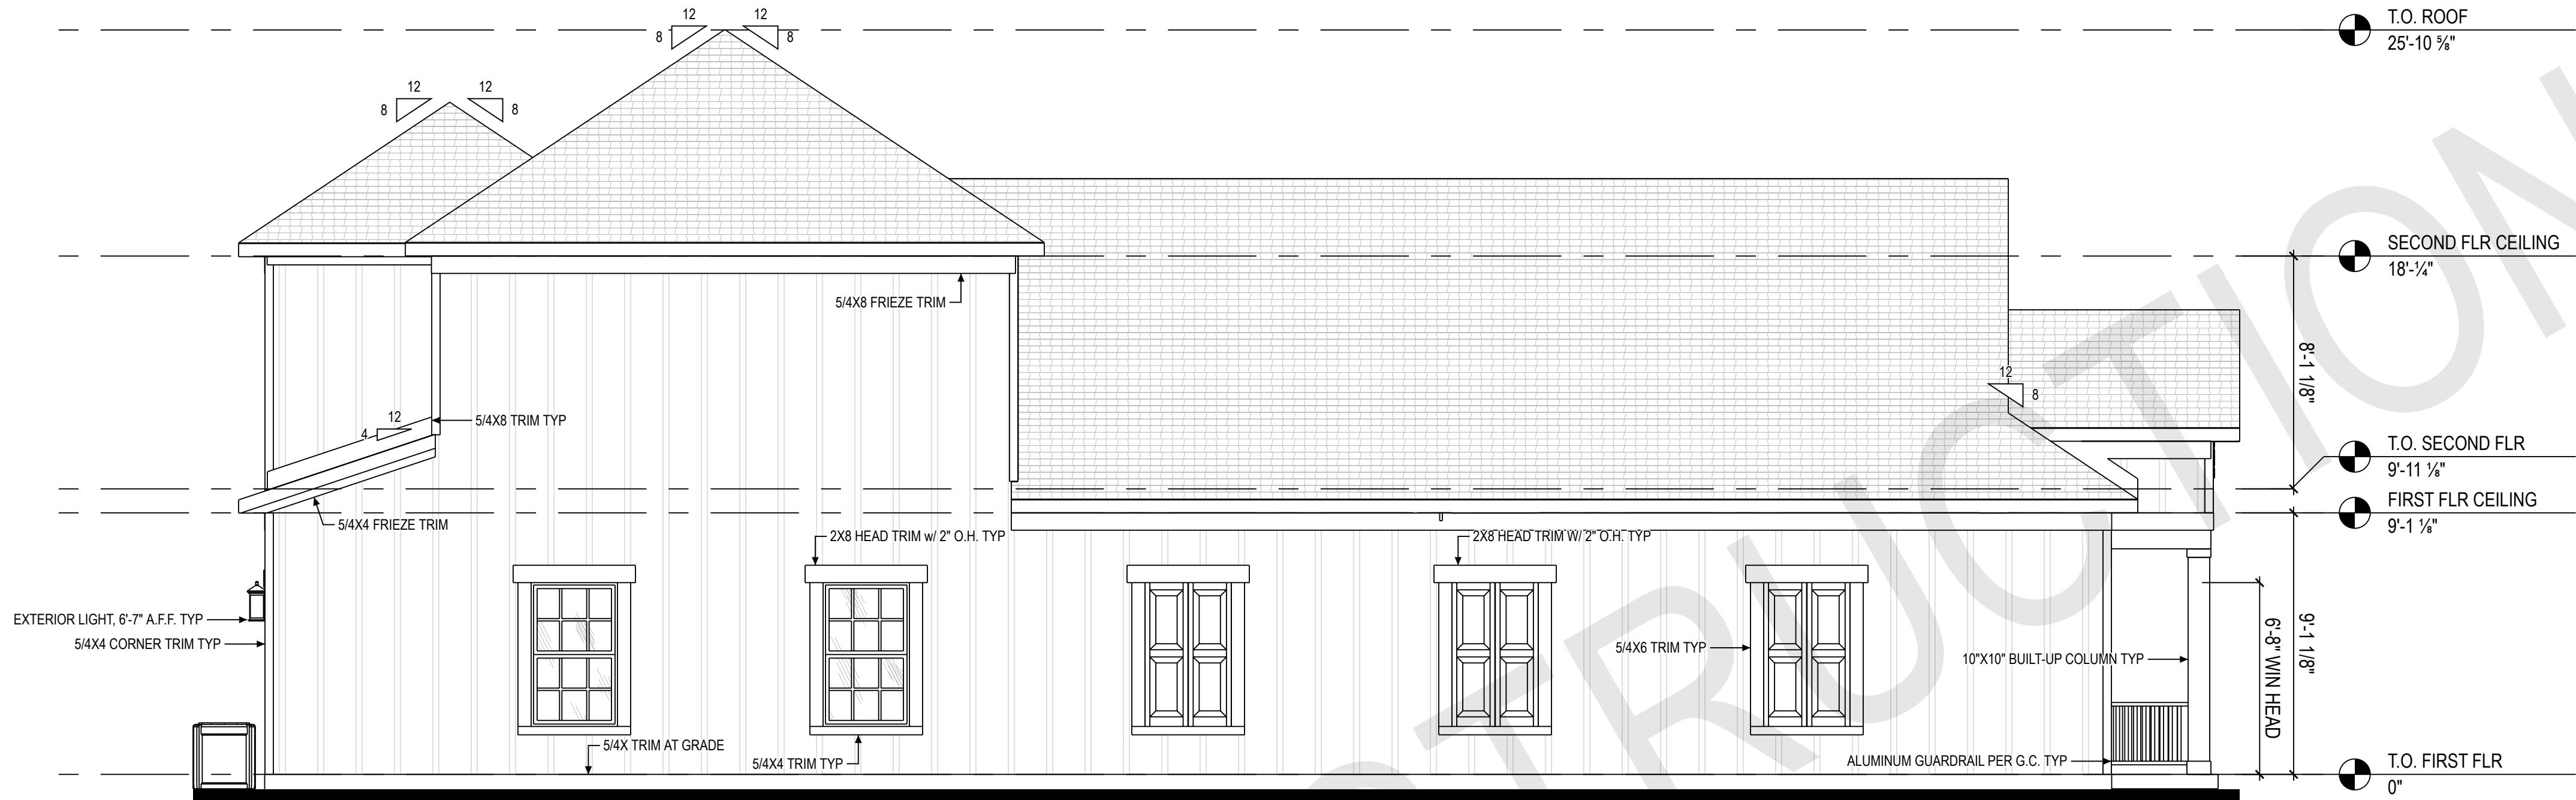 12 12
8 8
T.O. ROOF
25'-10 ⅝"
12 12
8 8
SECOND FLR CEILING
18'-¼"
5/4X8 FRIEZE TRIM
8'-1 1/8"
12
8
12
4
5/4X8 TRIM TYP
T.O. SECOND FLR
9'-11 ⅛"
FIRST FLR CEILING
9'-1 ⅛"
5/4X4 FRIEZE TRIM
2X8 HEAD TRIM w/ 2" O.H. TYP
2X8 HEAD TRIM W/ 2" O.H. TYP
EXTERIOR LIGHT, 6'-7" A.F.F. TYP
5/4X4 CORNER TRIM TYP
5/4X6 TRIM TYP
10"X10" BUILT-UP COLUMN TYP
6'-8" WIN HEAD
9'-1 1/8"
5/4X TRIM AT GRADE
5/4X4 TRIM TYP
ALUMINUM GUARDRAIL PER G.C. TYP
T.O. FIRST FLR
0"
TRUCTION